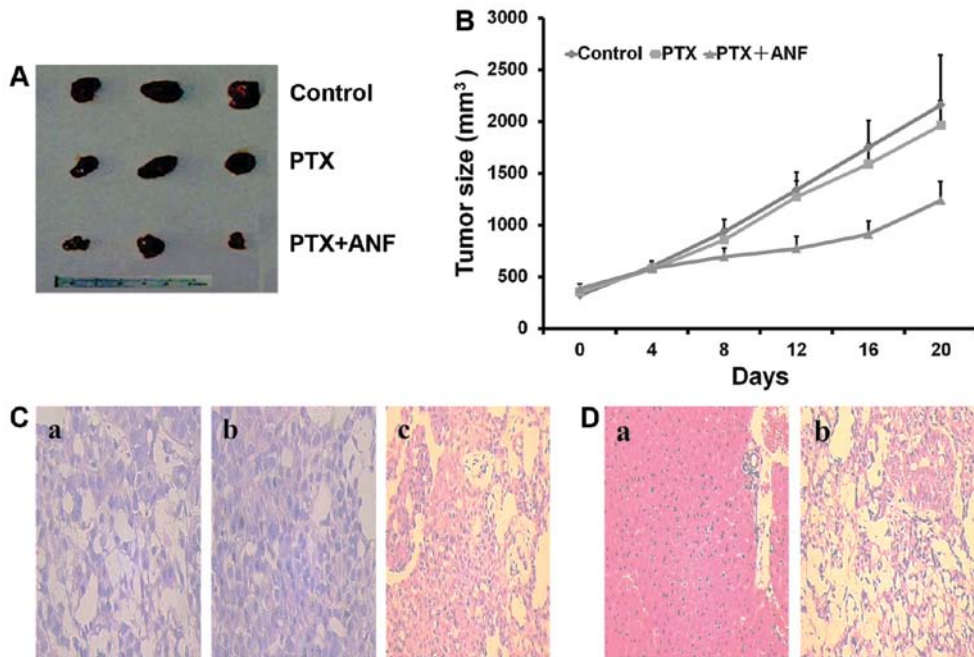 A
Control
PTX
PTX+ANF
B
3000
2500
2000
1500
1000
500
0
Tumor size (mm³)
Control PTX PTX+ANF
0 4 8 12 16 20
Days
C
a
b
c
D
a
b